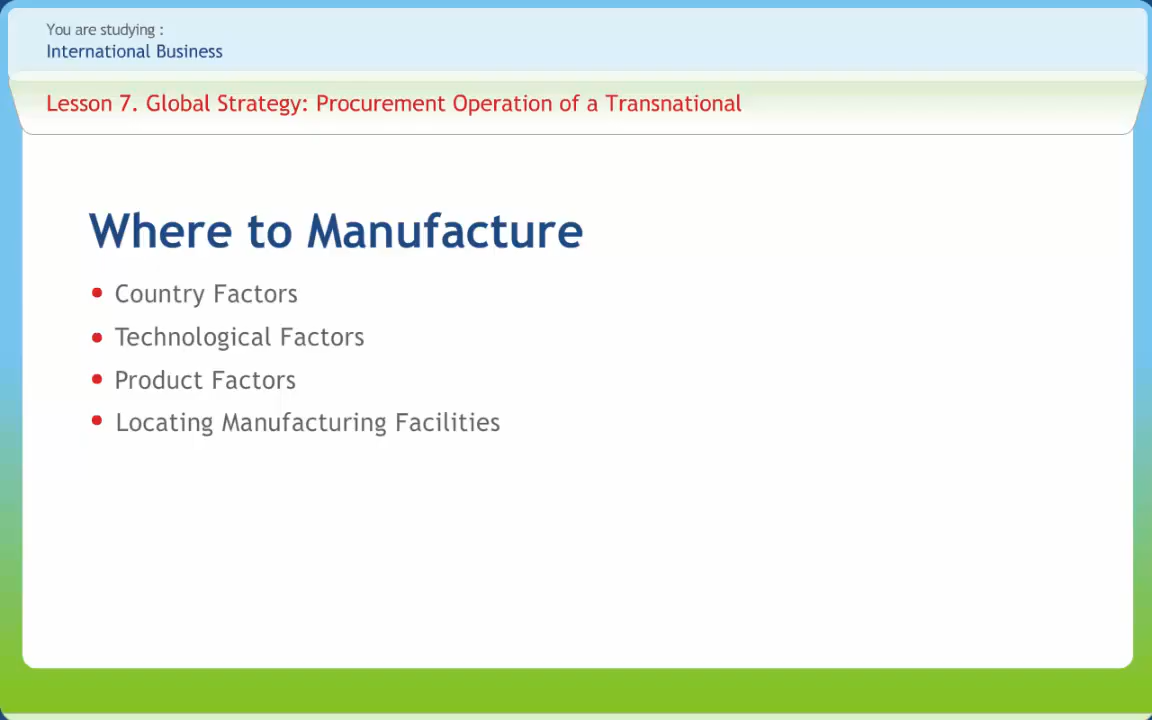 You are studying :
International Business
Lesson 7. Global Strategy: Procurement Operation of a Transnational
Where to Manufacture
• Country Factors
• Technological Factors
• Product Factors
• Locating Manufacturing Facilities